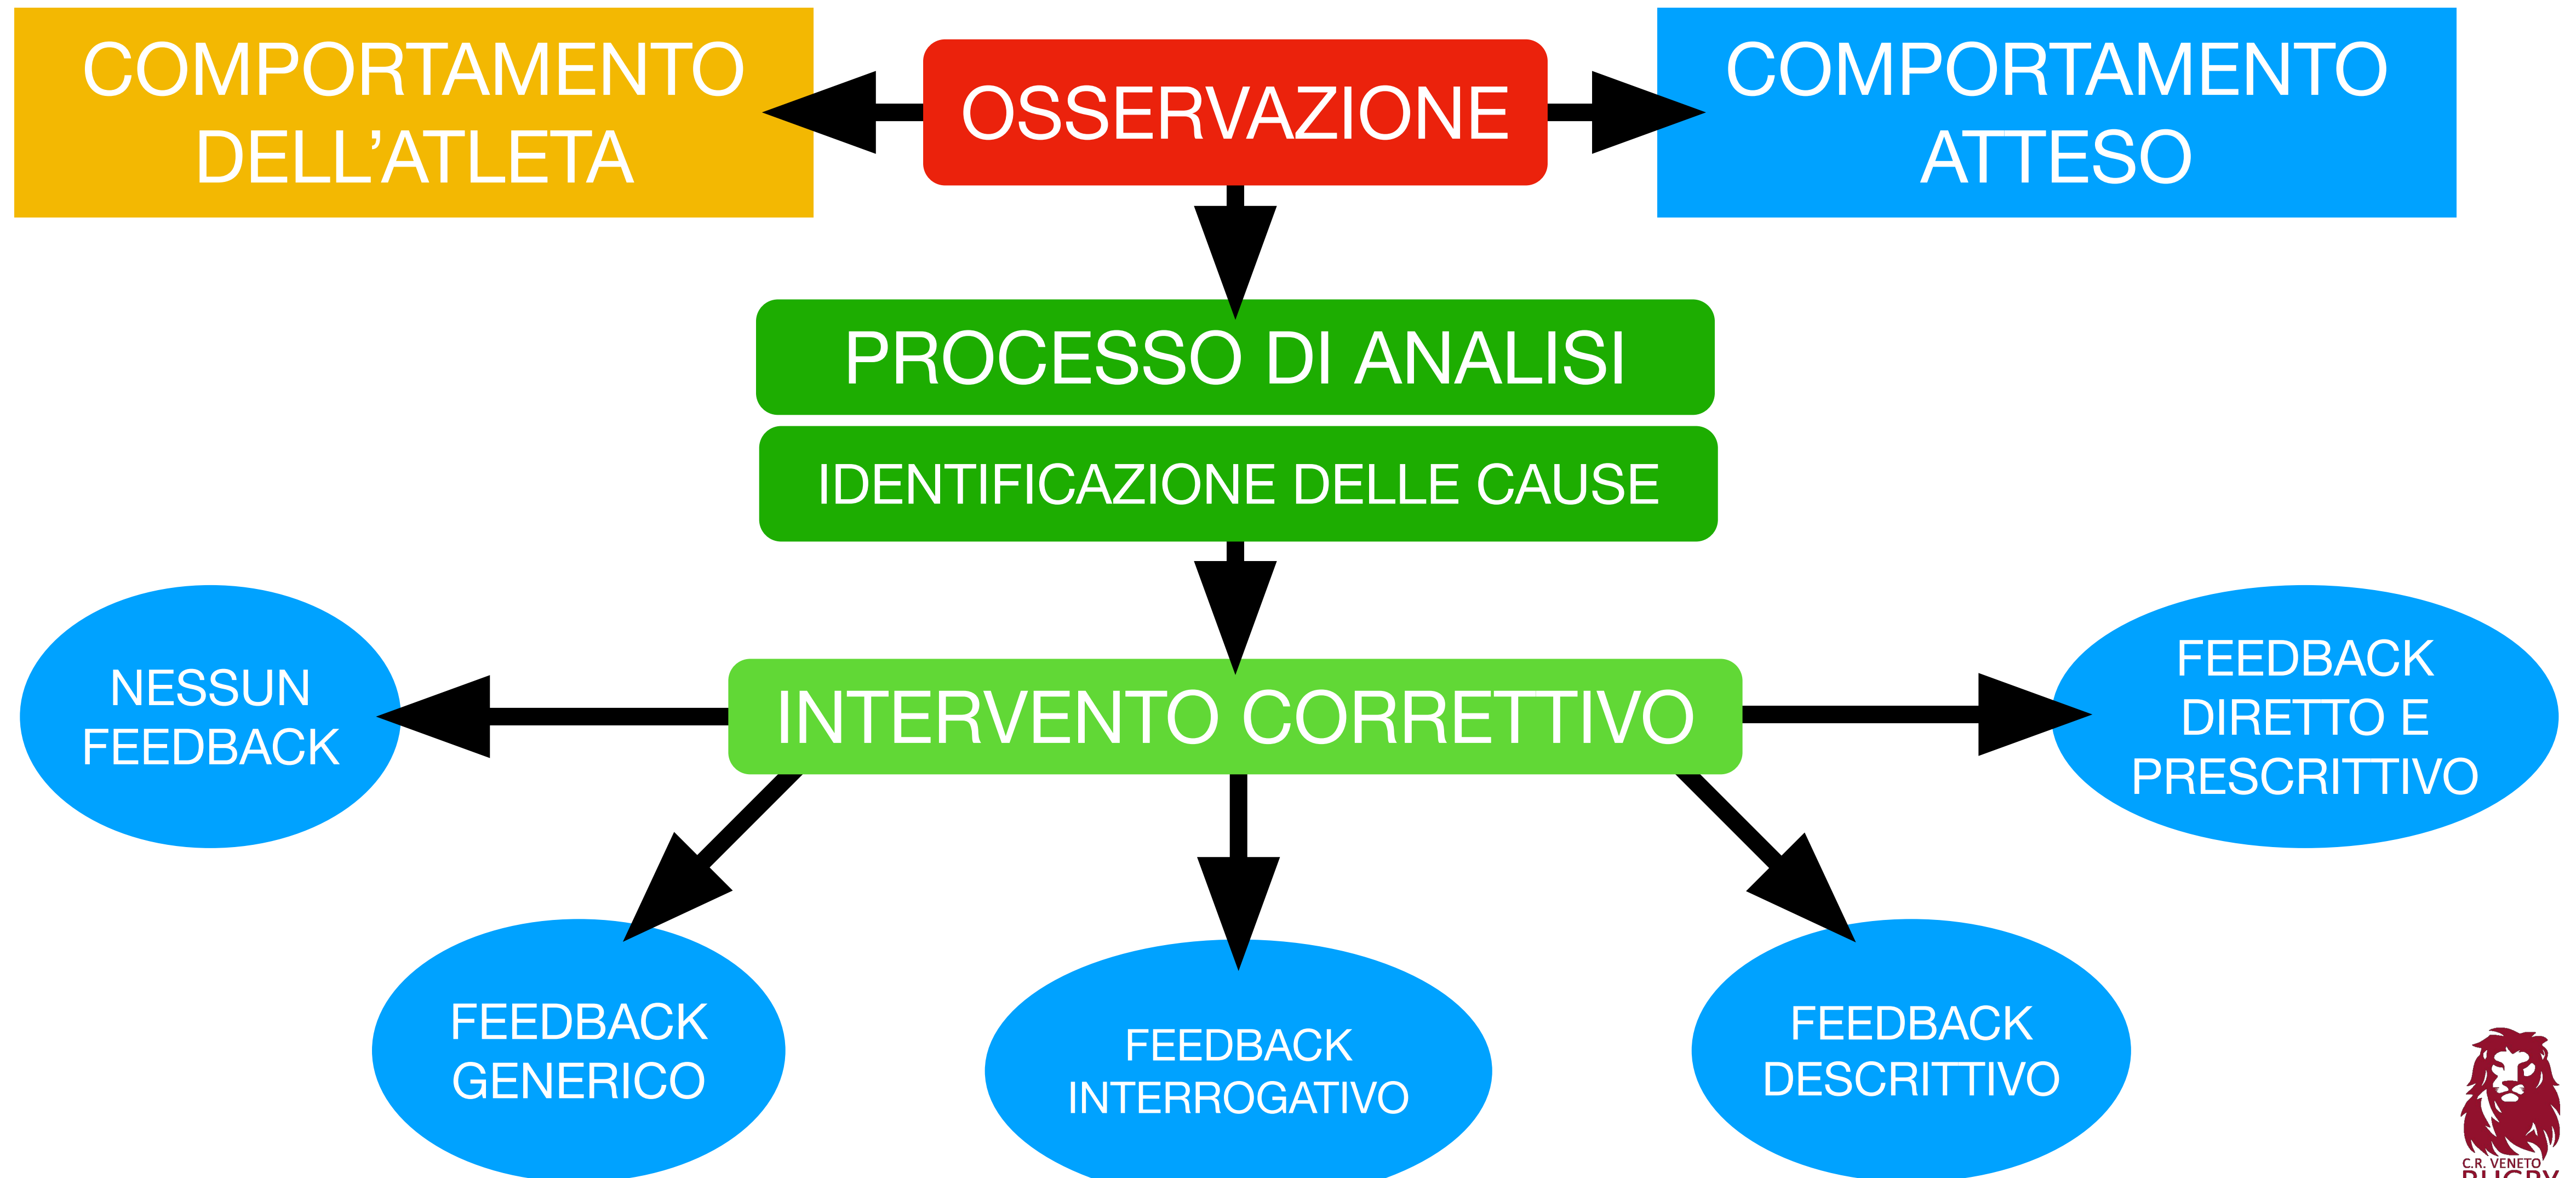 COMPORTAMENTO
DELL’ATLETA
OSSERVAZIONE
COMPORTAMENTO
ATTESO
PROCESSO DI ANALISI
IDENTIFICAZIONE DELLE CAUSE
INTERVENTO CORRETTIVO
NESSUN
FEEDBACK
FEEDBACK
DIRETTO E
PRESCRITTIVO
FEEDBACK
GENERICO
FEEDBACK
INTERROGATIVO
FEEDBACK
DESCRITTIVO
C.R. VENETO
RUGBY